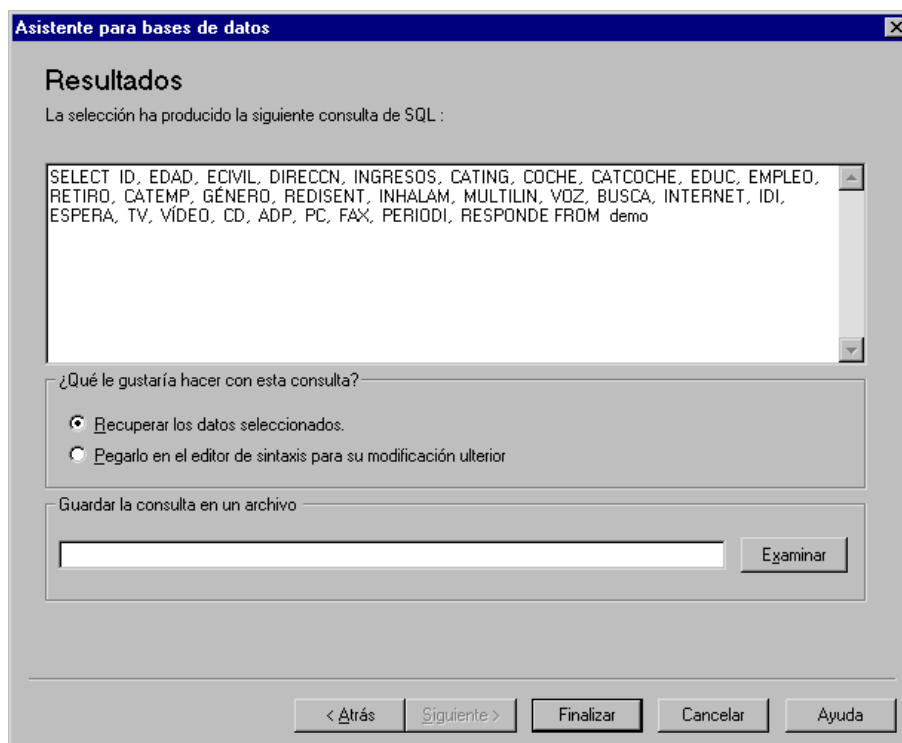 Asistente para bases de datos
Resultados
La selección ha producido la siguiente consulta de SQL :
SELECT ID, EDAD, ECIVIL, DIRECCN, INGRESOS, CATING, COCHE, CATCOCHE, EDUC, EMPLEO,
RETIRO, CATEMP, GÉNERO, REDISENT, INHALAM, MULTILIN, VOZ, BUSCA, INTERNET, IDI,
ESPERA, TV, VÍDEO, CD, ADP, PC, FAX, PERIODI, RESPONDE FROM demo
¿Qué le gustaría hacer con esta consulta?
Recuperar los datos seleccionados.
Pegarlo en el editor de sintaxis para su modificación ulterior
Guardar la consulta en un archivo
Examinar
< Atrás Siguiente > Finalizar Cancelar Ayuda